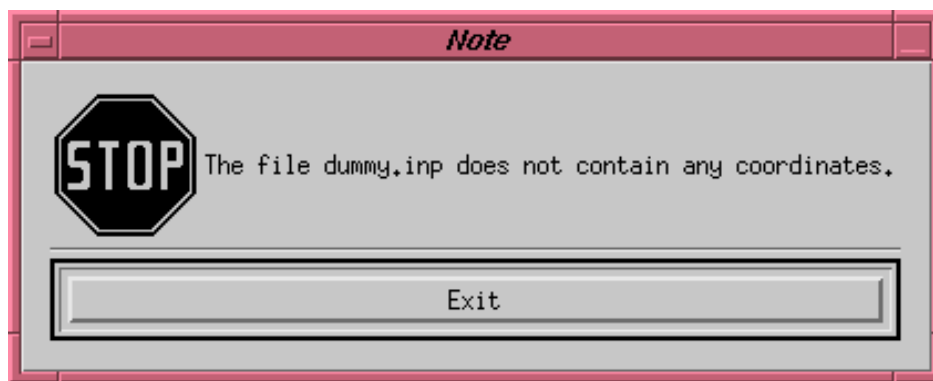 Note
STOP
The file dummy.inp does not contain any coordinates.
Exit